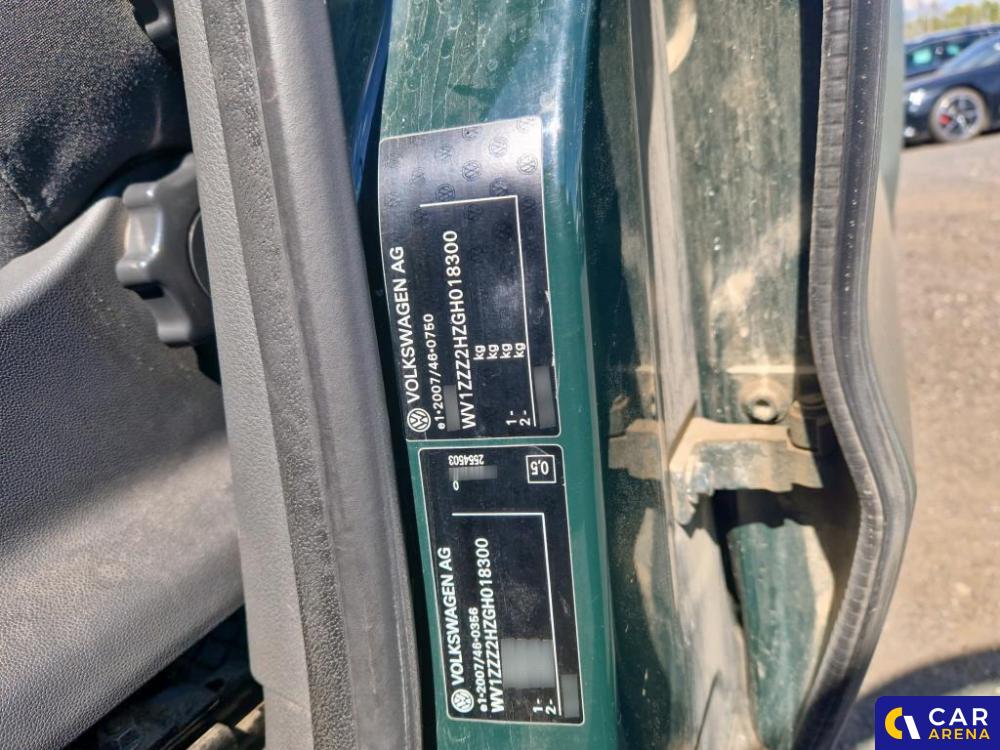 VOLKSWAGEN AG
e1*2007/46*0750
WV1ZZZ2HZGH018300
kg
kg
kg
kg
1-
2-
2554503
0,5
VOLKSWAGEN AG
e1*2007/46*0356
WV1ZZZ2HZGH018300
1-
2-
CAR
ARENA